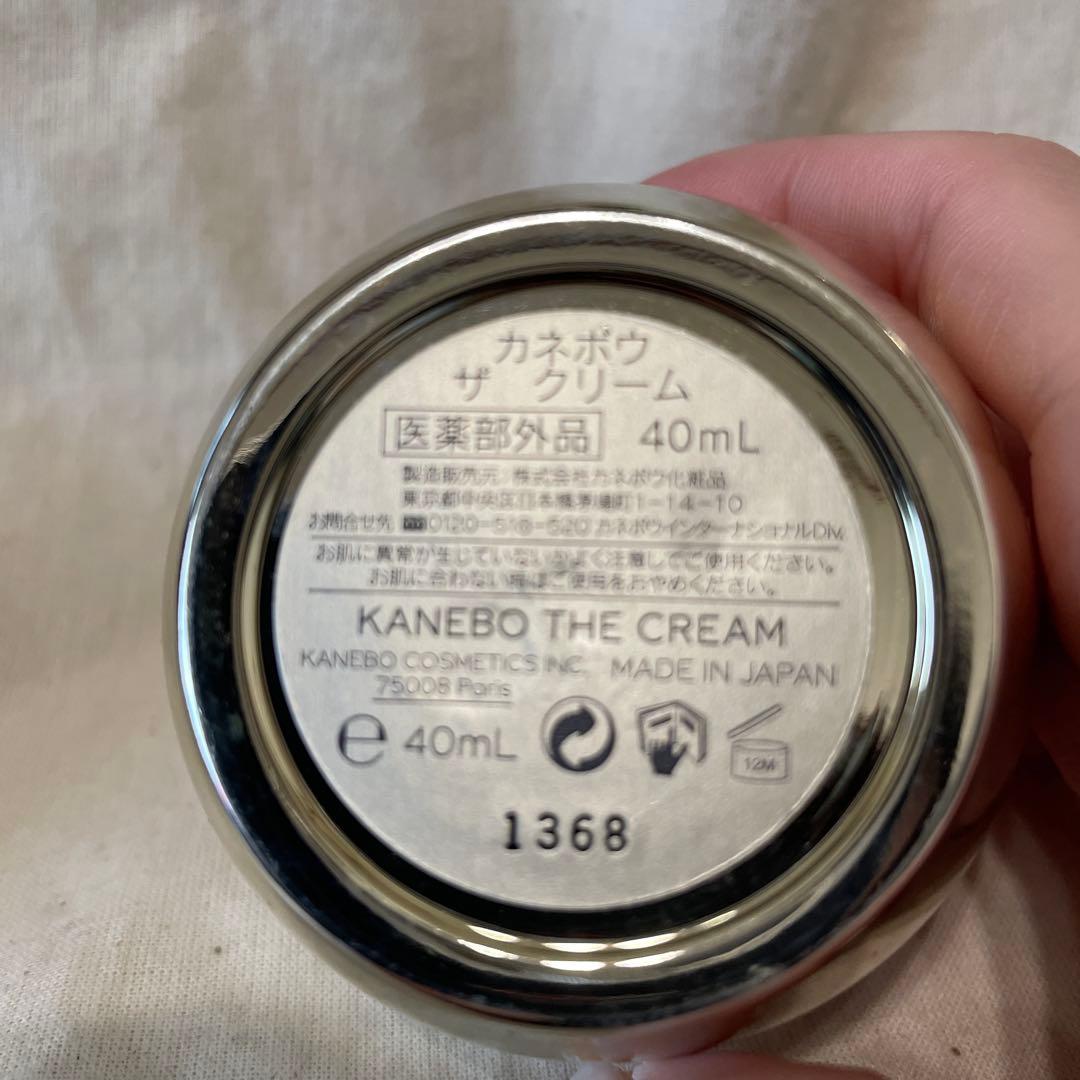 カネボウ
ザ クリーム
医薬部外品 40mL
製造販売元 株式会社カネボウ化粧品
東京都中央区日本橋茅場町1-14-10
お問合せ先 ☎0120-518-520 カネボウインターナショナルDiv.
お肌に異常が生じていないかよく注意してご使用ください。
お肌に合わない時はご使用をおやめください。
KANEBO THE CREAM
KANEBO COSMETICS INC. MADE IN JAPAN
75008 Paris
e 40mL
12M
1368